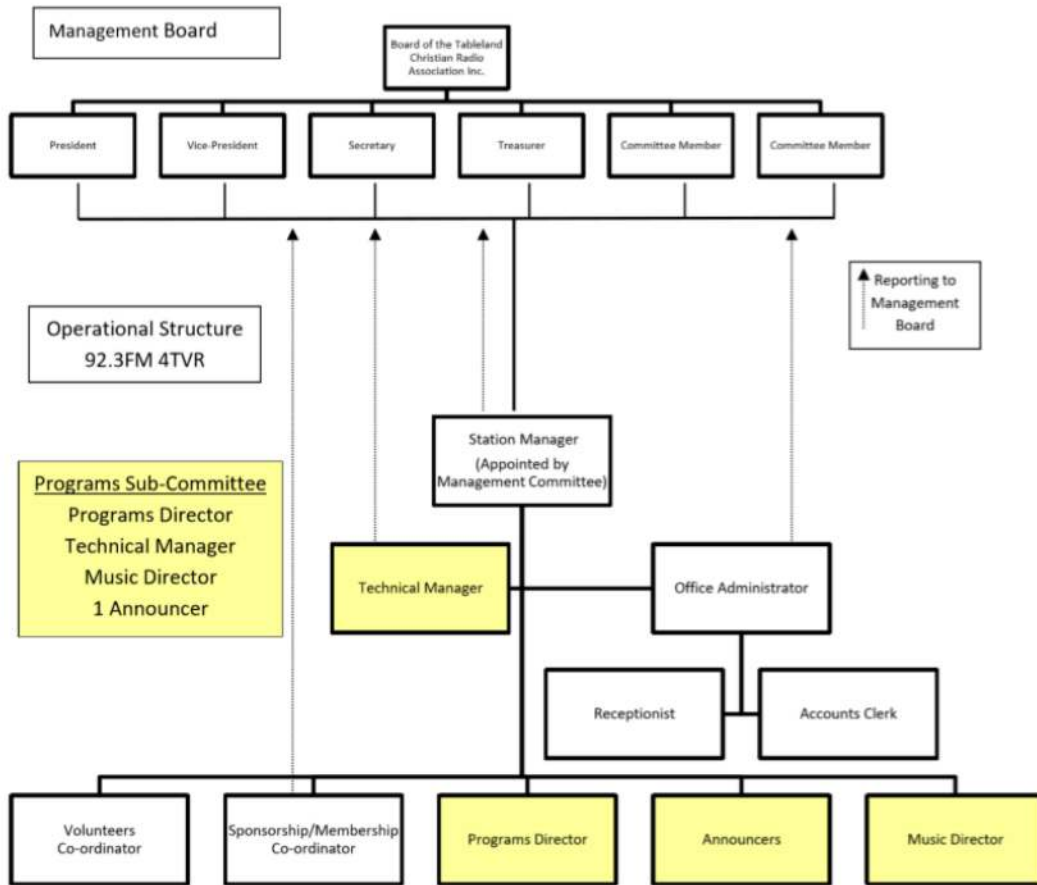 Management Board
Board of the Tableland
Christian Radio
Association Inc.
President
Vice-President
Secretary
Treasurer
Committee Member
Committee Member
Reporting to
Management
Board
Operational Structure
92.3FM 4TVR
Station Manager
(Appointed by
Management Committee)
Programs Sub-Committee
Programs Director
Technical Manager
Music Director
1 Announcer
Technical Manager
Office Administrator
Receptionist
Accounts Clerk
Volunteers
Co-ordinator
Sponsorship/Membership
Co-ordinator
Programs Director
Announcers
Music Director